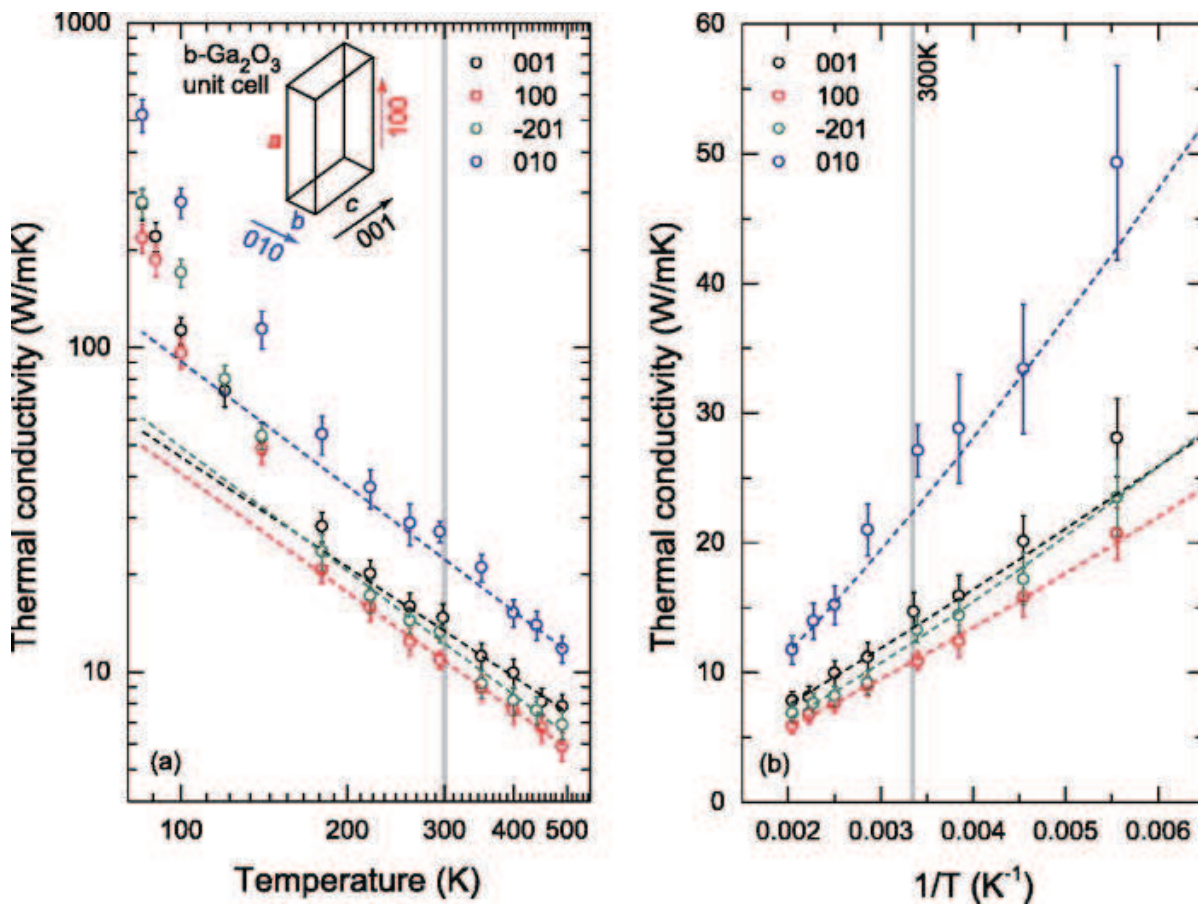 Thermal conductivity (W/mK)
1000
100
10
b-Ga2O3
unit cell
a
b
c
100
010
001
001
100
-201
010
(a)
100
200
300
400
500
Temperature (K)
Thermal conductivity (W/mK)
60
50
40
30
20
10
0
001
100
-201
010
300K
(b)
0.002
0.003
0.004
0.005
0.006
1/T (K-1)